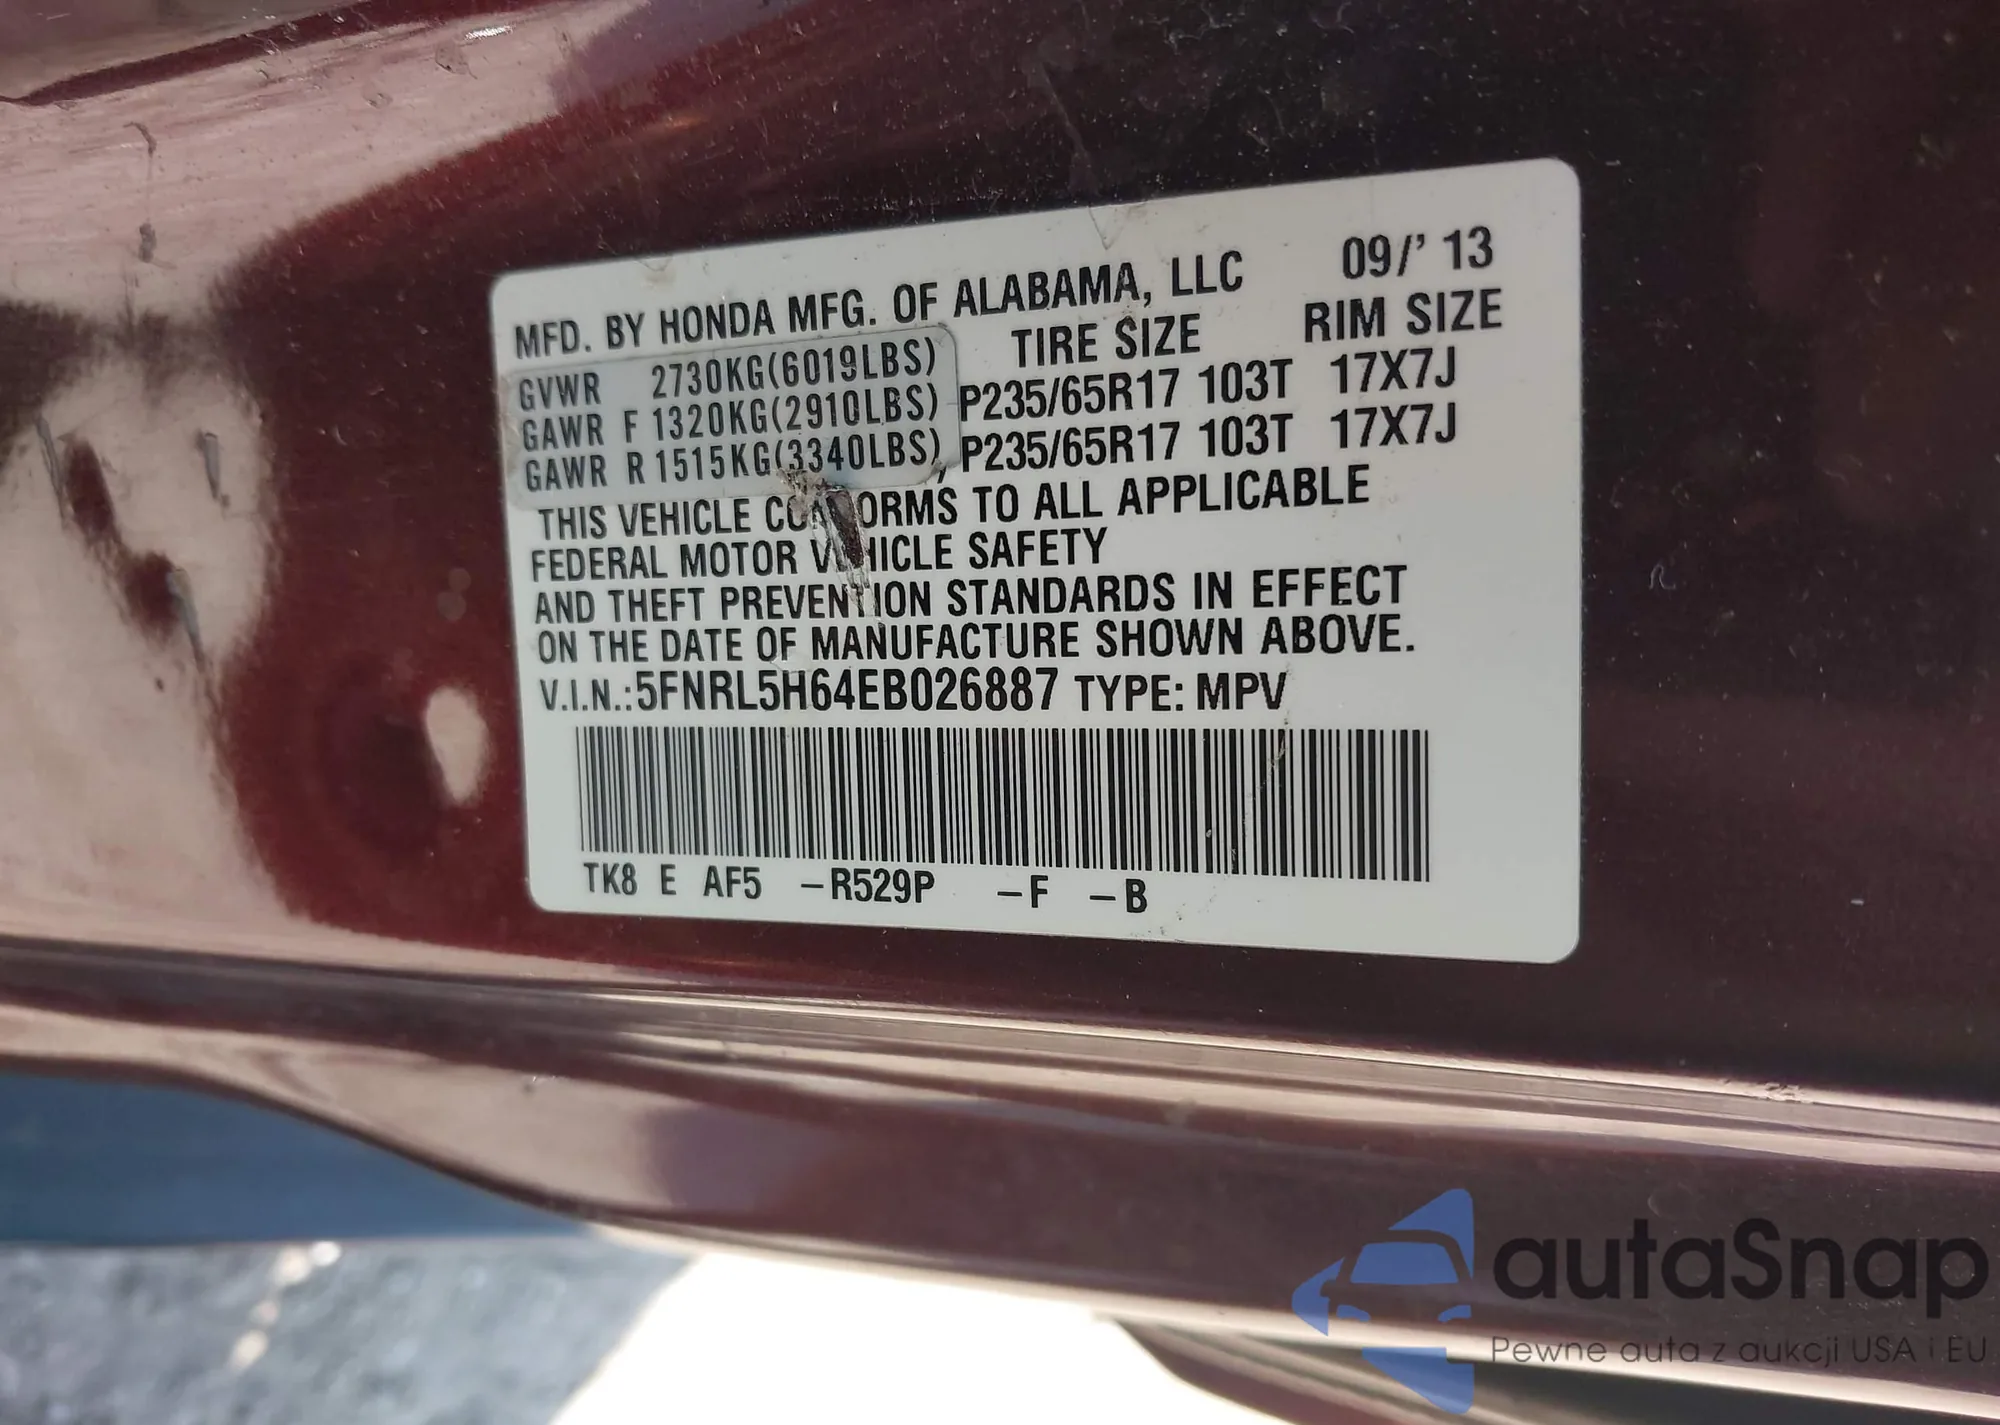 MFD. BY HONDA MFG. OF ALABAMA, LLC 09/' 13
TIRE SIZE RIM SIZE
GVWR 2730KG(6019LBS)
GAWR F 1320KG(2910LBS) P235/65R17 103T 17X7J
GAWR R 1515KG(3340LBS), P235/65R17 103T 17X7J
THIS VEHICLE CONFORMS TO ALL APPLICABLE
FEDERAL MOTOR VEHICLE SAFETY
AND THEFT PREVENTION STANDARDS IN EFFECT
ON THE DATE OF MANUFACTURE SHOWN ABOVE.
V.I.N.:5FNRL5H64EB026887 TYPE: MPV
TK8 E AF5 –R529P –F –B
autaSnap
Pewne auta z aukcji USA i EU